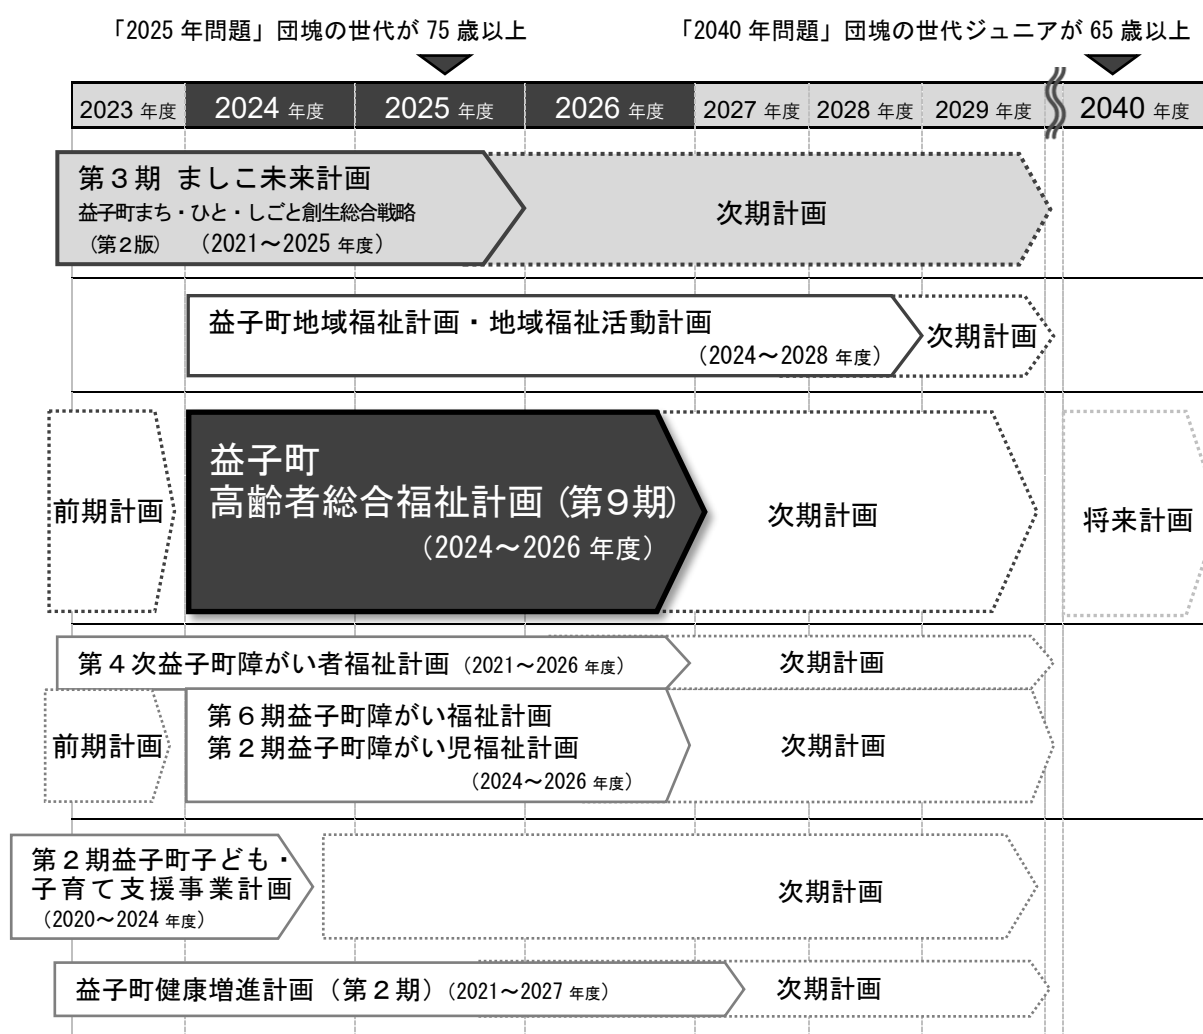 「2025 年問題」団塊の世代が 75 歳以上
「2040 年問題」団塊の世代ジュニアが 65 歳以上
2023 年度
2024 年度
2025 年度
2026 年度
2027 年度
2028 年度
2029 年度
2040 年度
第３期 ましこ未来計画
益子町まち・ひと・しごと創生総合戦略
（第２版） （2021～2025 年度）
次期計画
益子町地域福祉計画・地域福祉活動計画
（2024～2028 年度）
次期計画
前期計画
益子町
高齢者総合福祉計画（第９期）
（2024～2026 年度）
次期計画
将来計画
第４次益子町障がい者福祉計画（2021～2026 年度）
次期計画
前期計画
第６期益子町障がい福祉計画
第２期益子町障がい児福祉計画
（2024～2026 年度）
次期計画
第２期益子町子ども・
子育て支援事業計画
（2020～2024 年度）
次期計画
益子町健康増進計画（第２期）（2021～2027 年度）
次期計画